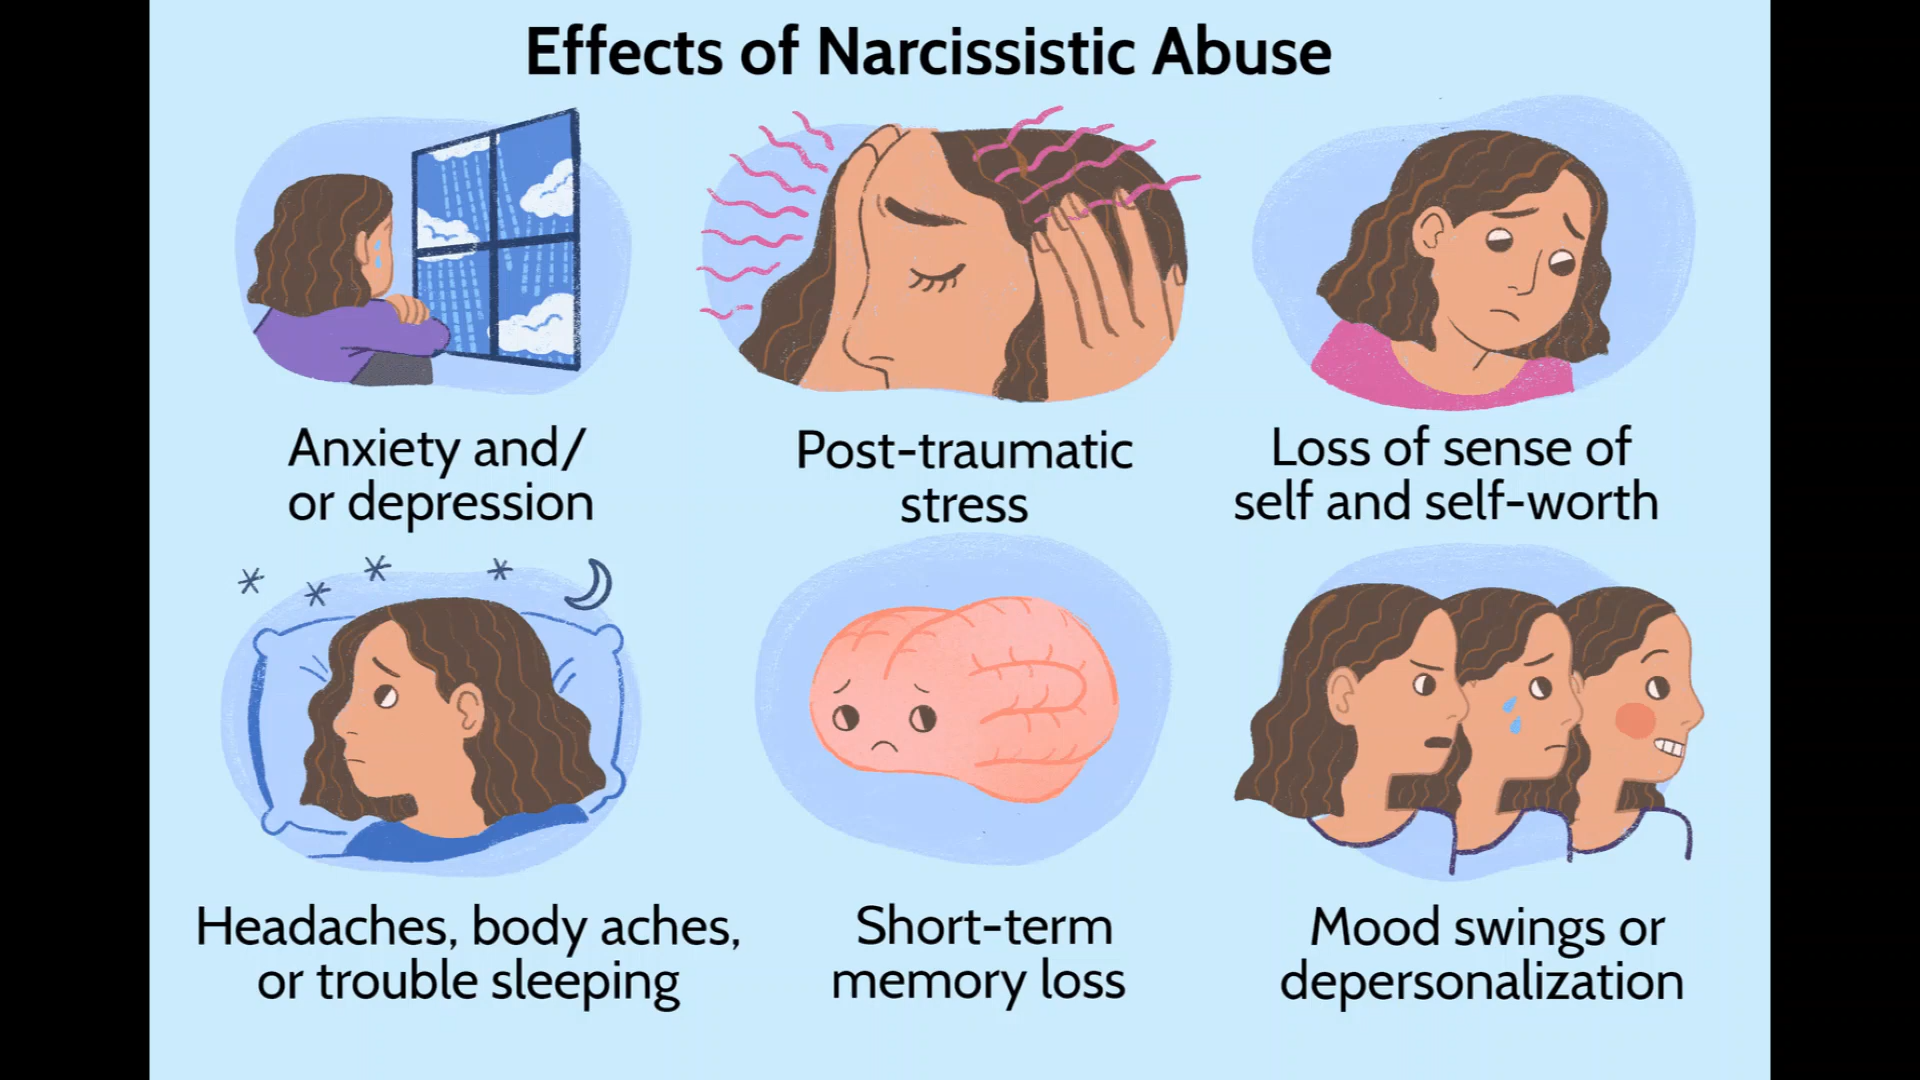 Effects of Narcissistic Abuse
Anxiety and/
or depression
Post-traumatic
stress
Loss of sense of
self and self-worth
Headaches, body aches,
or trouble sleeping
Short-term
memory loss
Mood swings or
depersonalization